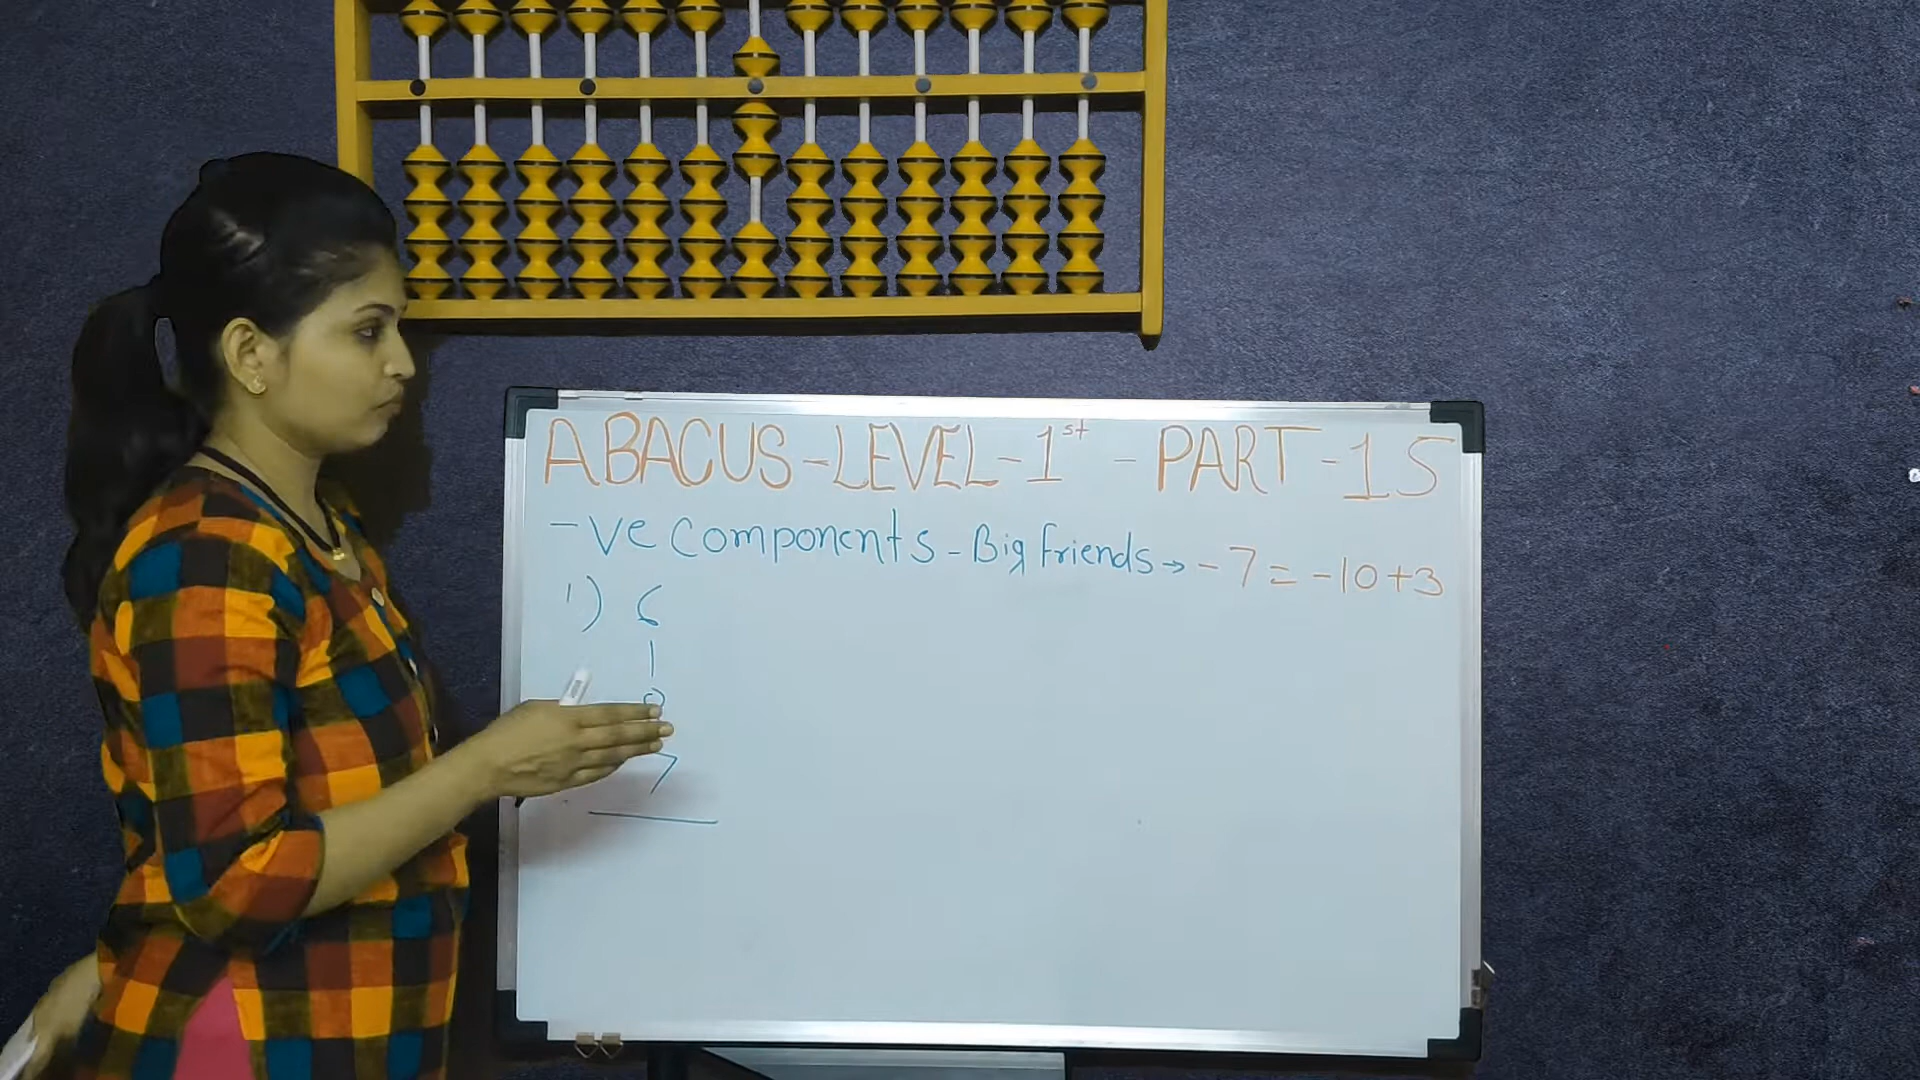 ABACUS-LEVEL-1st - PART-15
-ve Components - Big friends → -7 = -10+3
1) 6
1
7